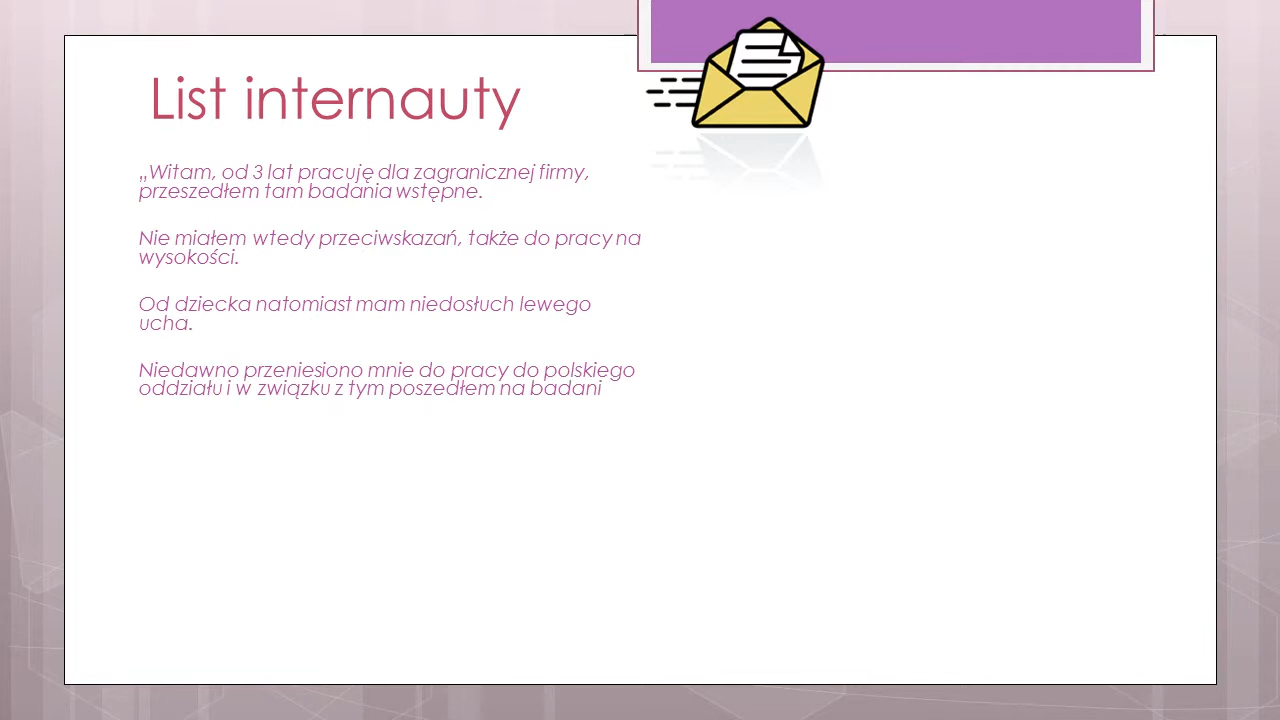 List internauty
„Witam, od 3 lat pracuję dla zagranicznej firmy,
przeszedłem tam badania wstępne.
Nie miałem wtedy przeciwskazań, także do pracy na
wysokości.
Od dziecka natomiast mam niedosłuch lewego
ucha.
Niedawno przeniesiono mnie do pracy do polskiego
oddziału i w związku z tym poszedłem na badani